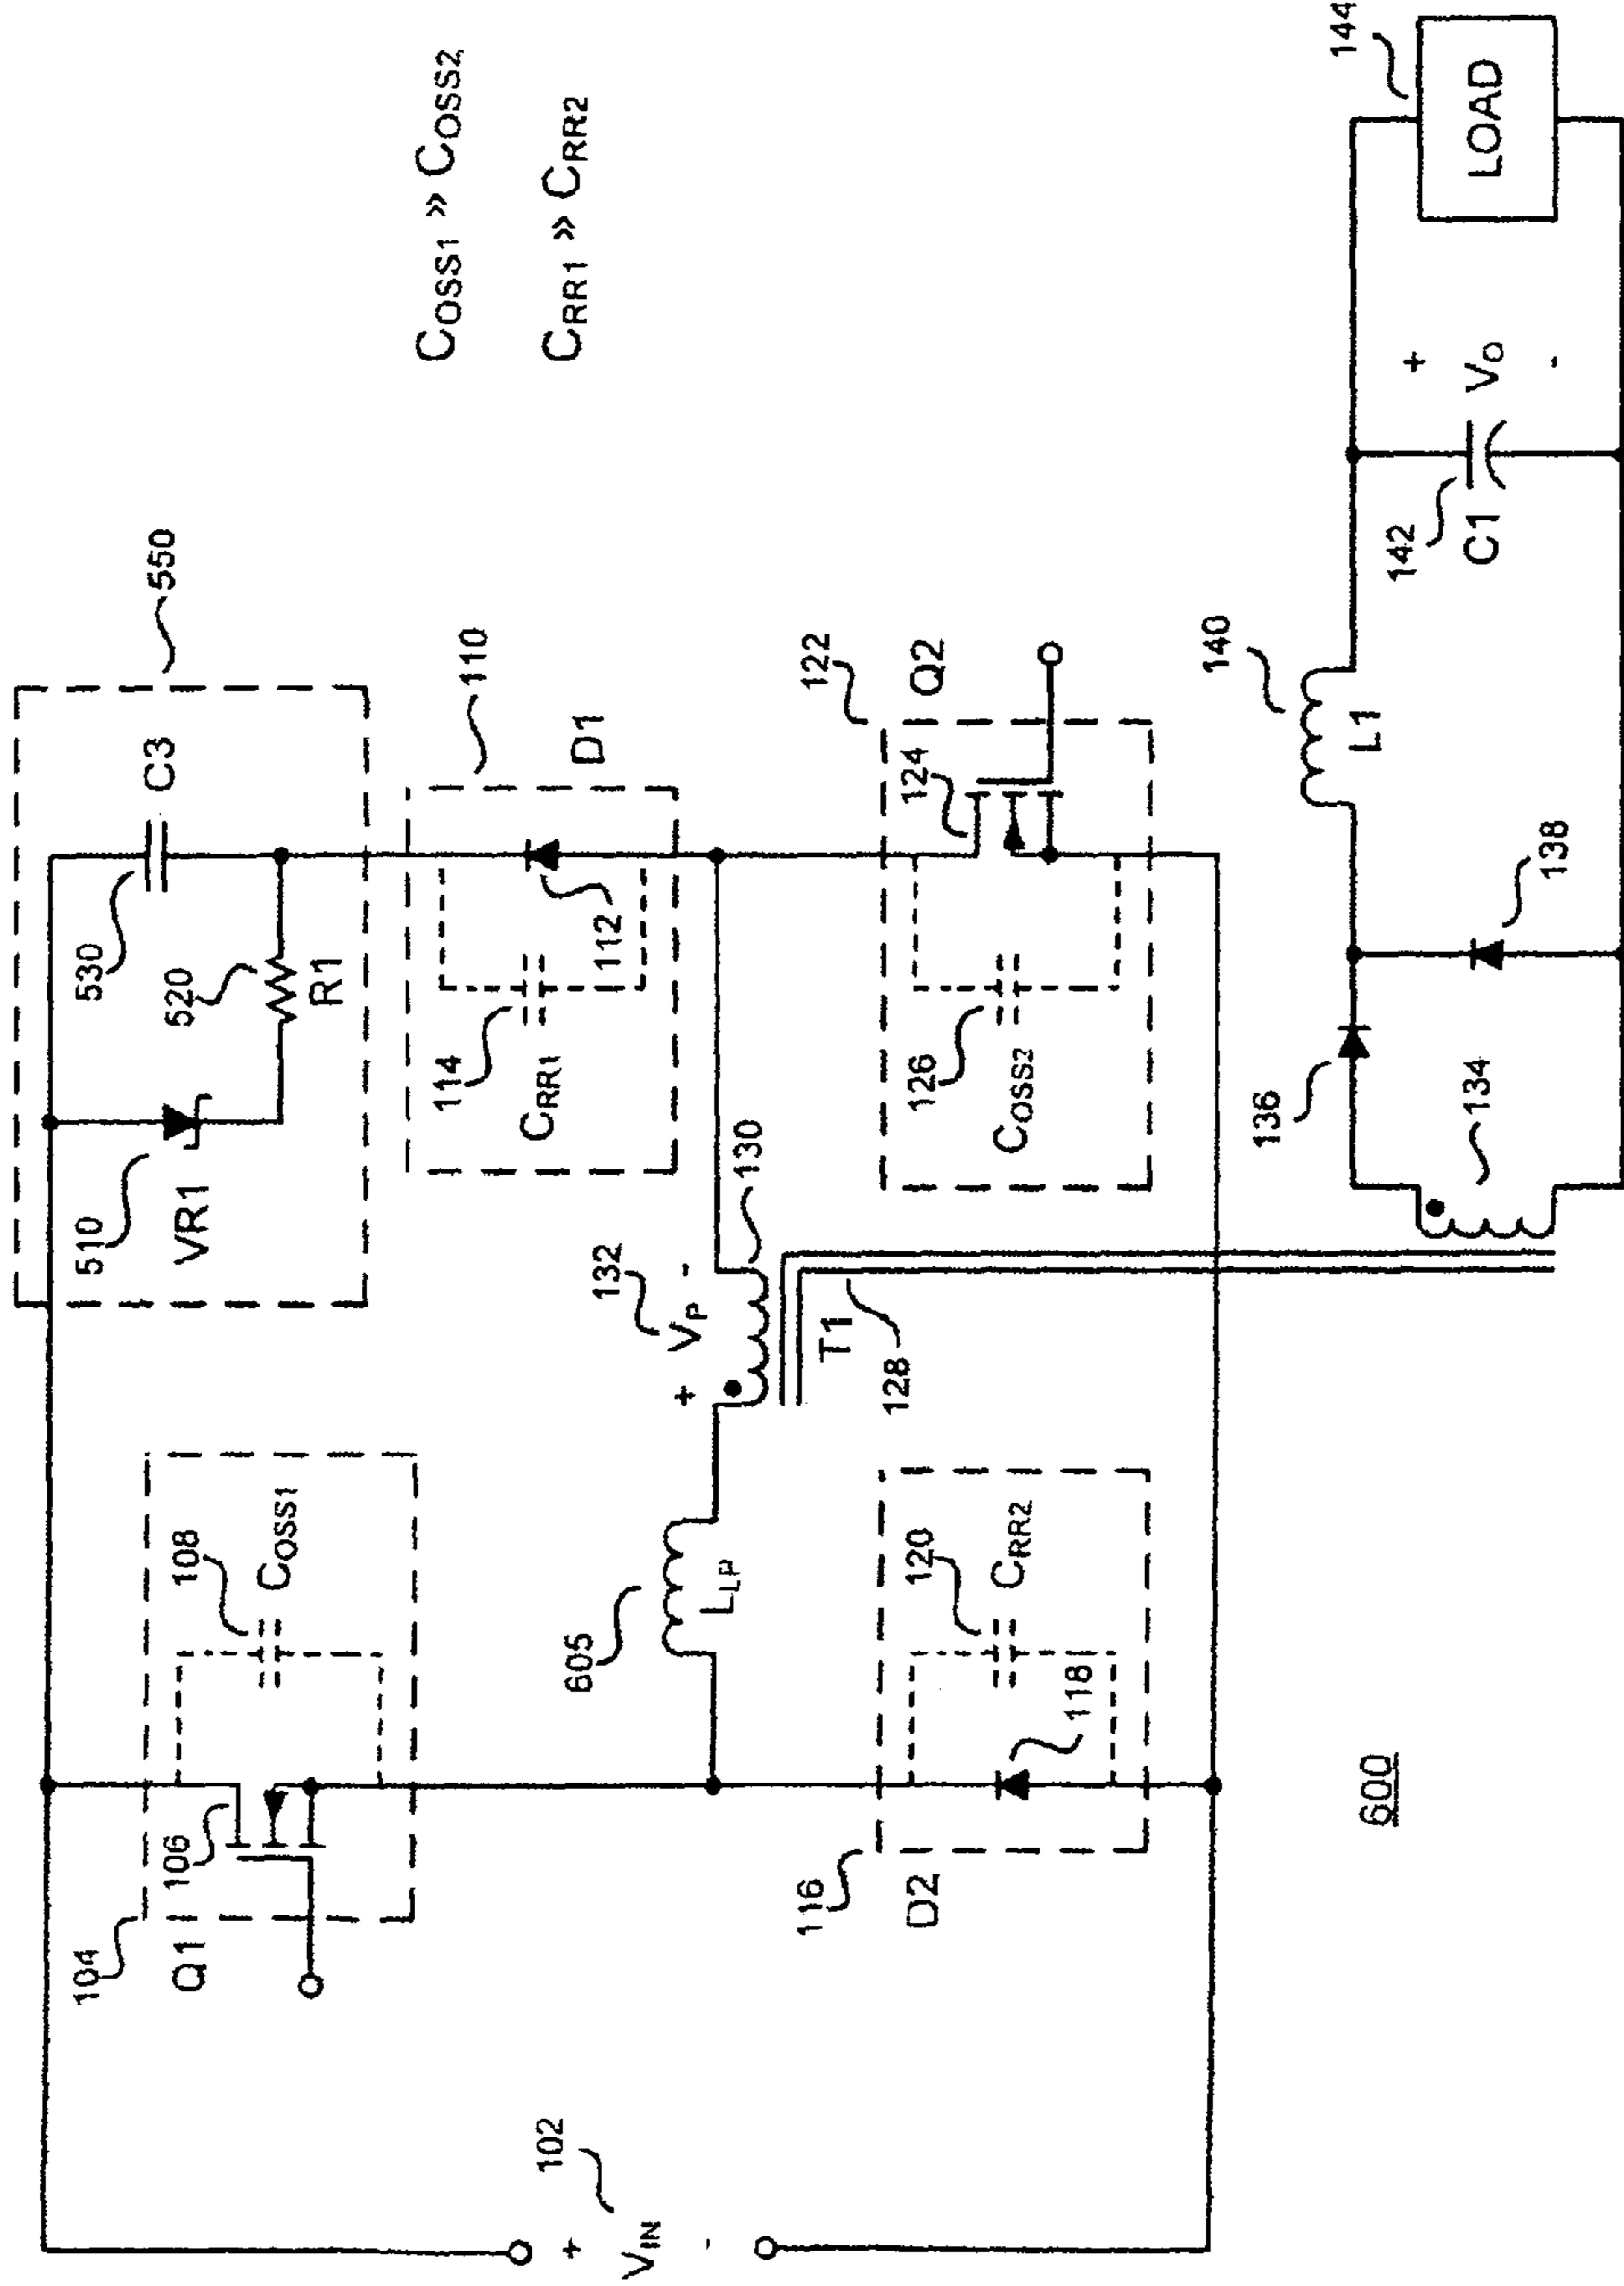 550
C3
530
520
R1
510
VR1
110
D1
112
114
CRR1
COSS1 » COSS2
CRR1 » CRR2
104
Q1
106
108
COSS1
132
+ VP -
130
605
LLP
T1
128
122
Q2
124
126
COSS2
102
+
VIN
-
116
D2
118
120
CRR2
134
136
138
140
L1
142
C1
+
VO
-
144
LOAD
600